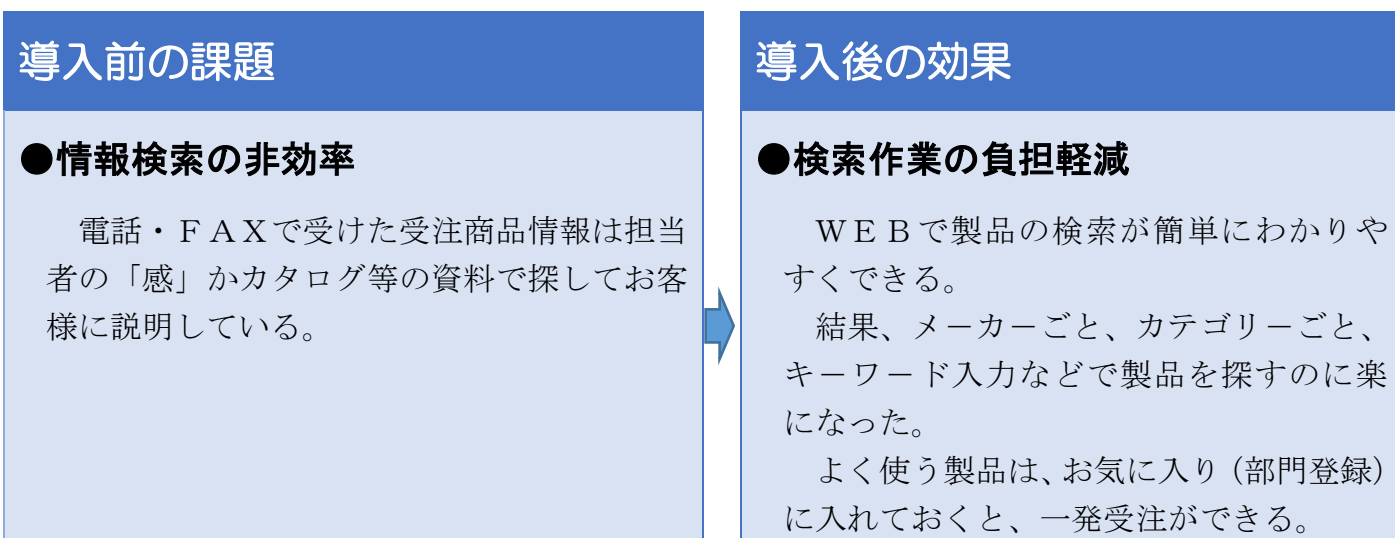 導入前の課題
●情報検索の非効率
電話・ＦＡＸで受けた受注商品情報は担当
者の「感」かカタログ等の資料で探してお客
様に説明している。
導入後の効果
●検索作業の負担軽減
ＷＥＢで製品の検索が簡単にわかりや
すくできる。
結果、メーカーごと、カテゴリーごと、
キーワード入力などで製品を探すのに楽
になった。
よく使う製品は、お気に入り（部門登録）
に入れておくと、一発受注ができる。